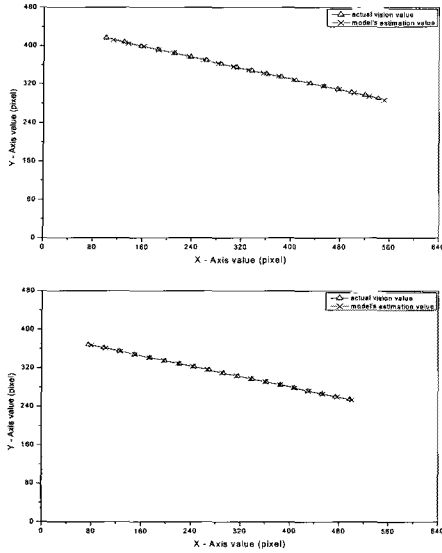 480
actual vision value
model's estimation value
400
320
240
160
80
0
Y - Axis value (pixel)
0 80 160 240 320 400 480 560 640
X - Axis value (pixel)
480
actual vision value
model's estimation value
400
320
240
160
80
0
Y - Axis value (pixel)
0 80 160 240 320 400 480 560 640
X - Axis value (pixel)